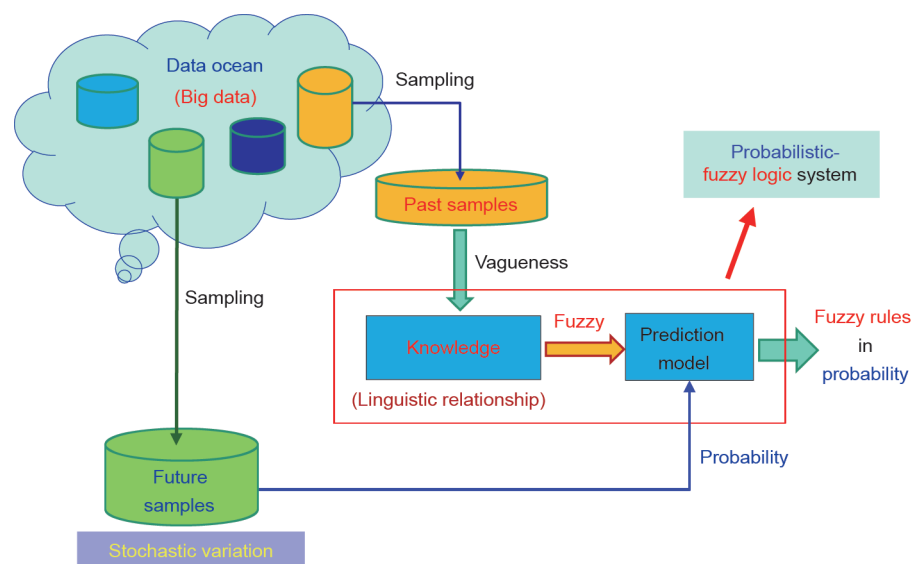 Data ocean
(Big data)
Sampling
Probabilistic-
fuzzy logic system
Past samples
Vagueness
Sampling
Knowledge
Fuzzy
Prediction
model
Fuzzy rules
in
probability
(Linguistic relationship)
Probability
Future
samples
Stochastic variation